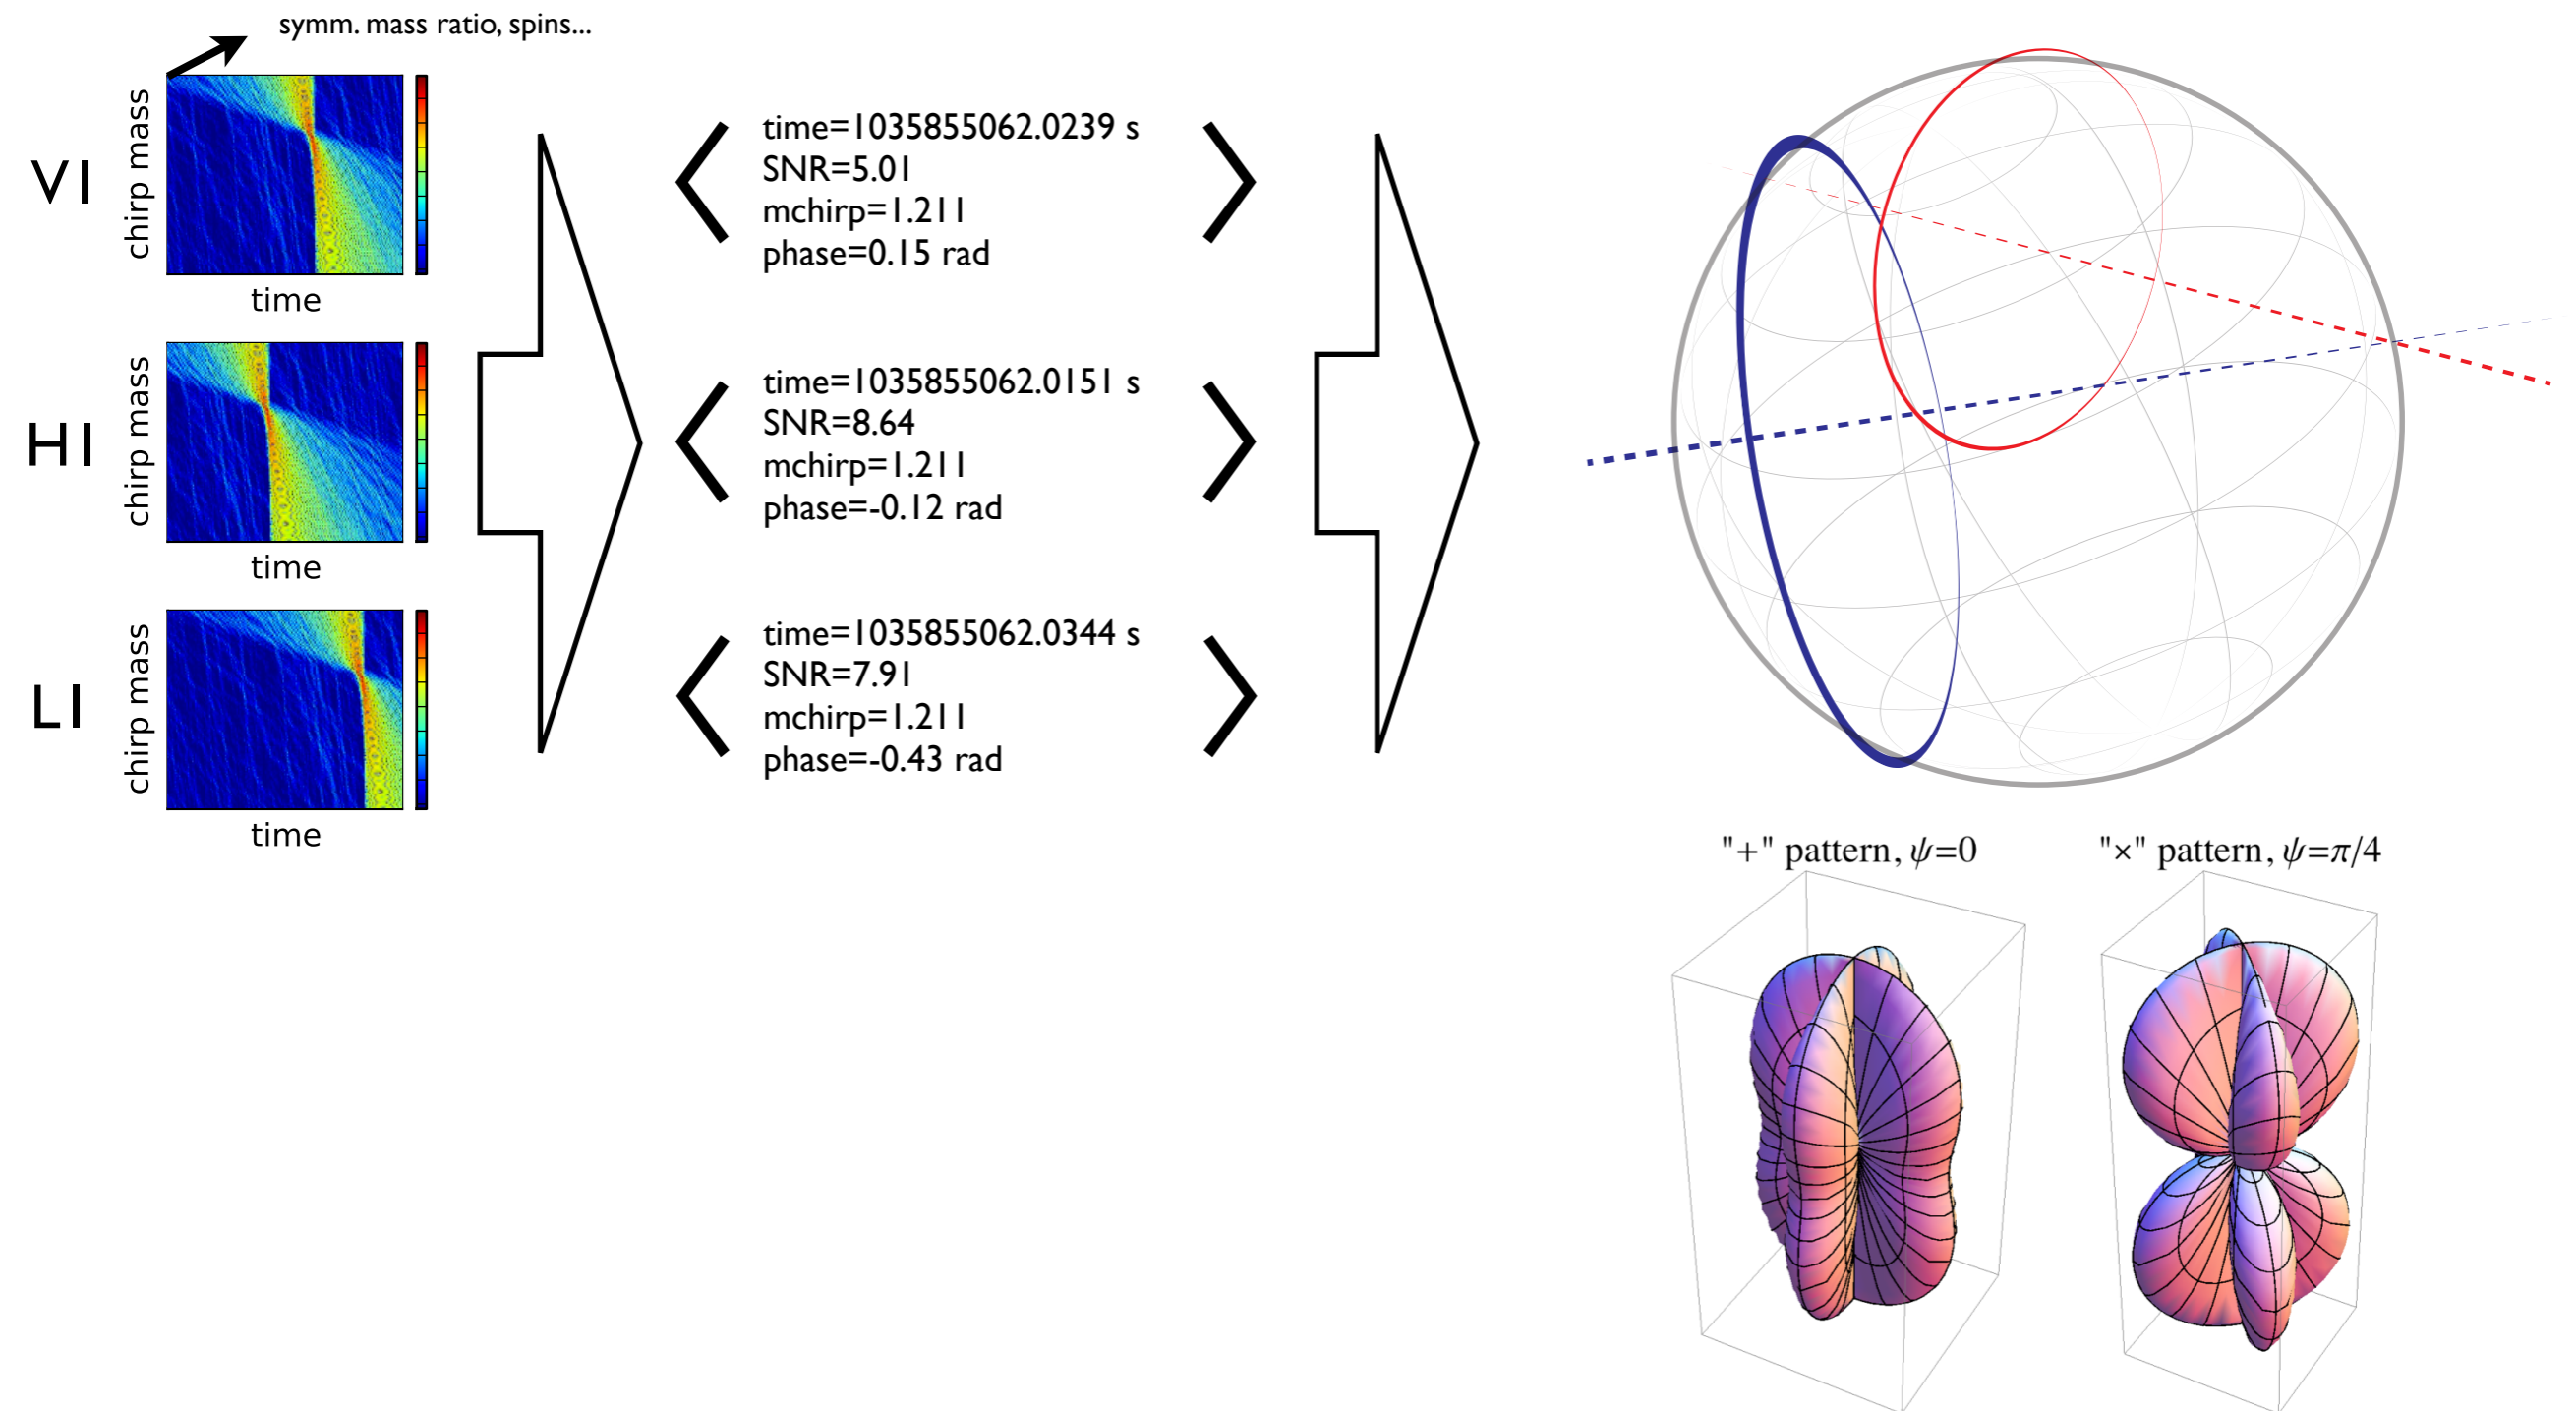 symm. mass ratio, spins...
V1
chirp mass
time
time=1035855062.0239 s
SNR=5.01
mchirp=1.211
phase=0.15 rad
H1
chirp mass
time
time=1035855062.0151 s
SNR=8.64
mchirp=1.211
phase=-0.12 rad
L1
chirp mass
time
time=1035855062.0344 s
SNR=7.91
mchirp=1.211
phase=-0.43 rad
"+" pattern, ψ=0
"×" pattern, ψ=π/4